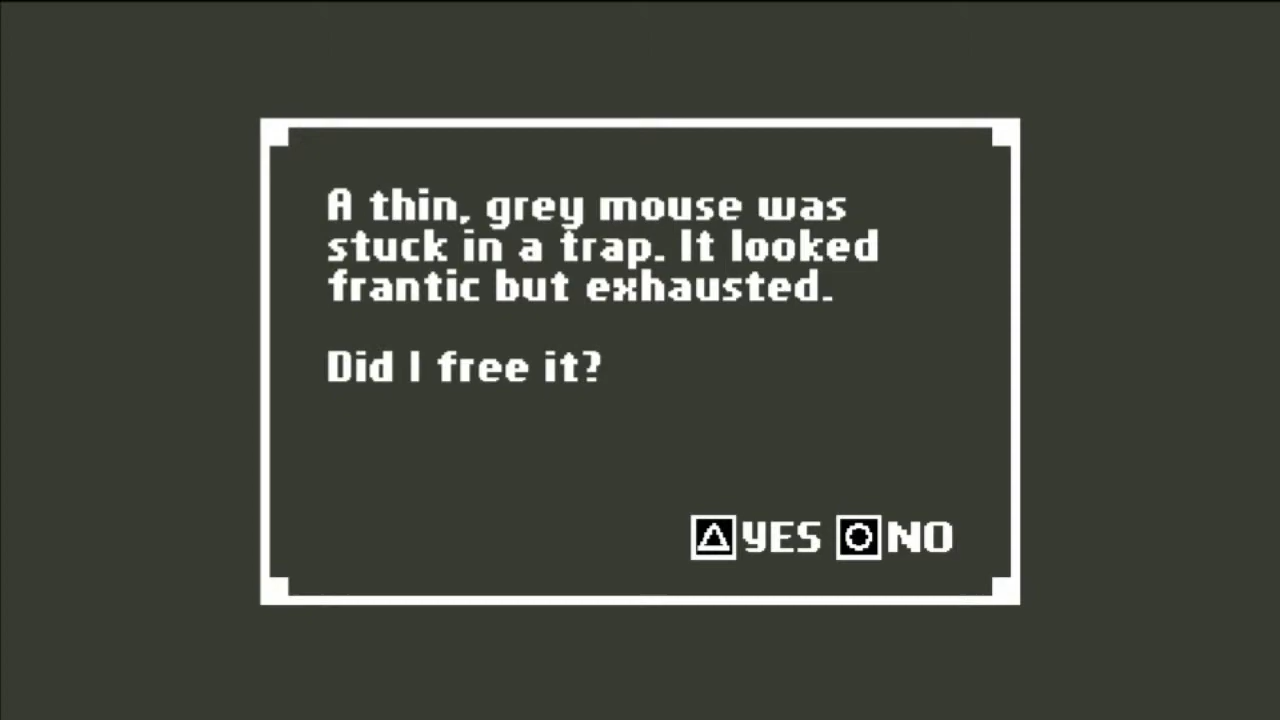 A thin, grey mouse was
stuck in a trap. It looked
frantic but exhausted.
Did I free it?
YES NO